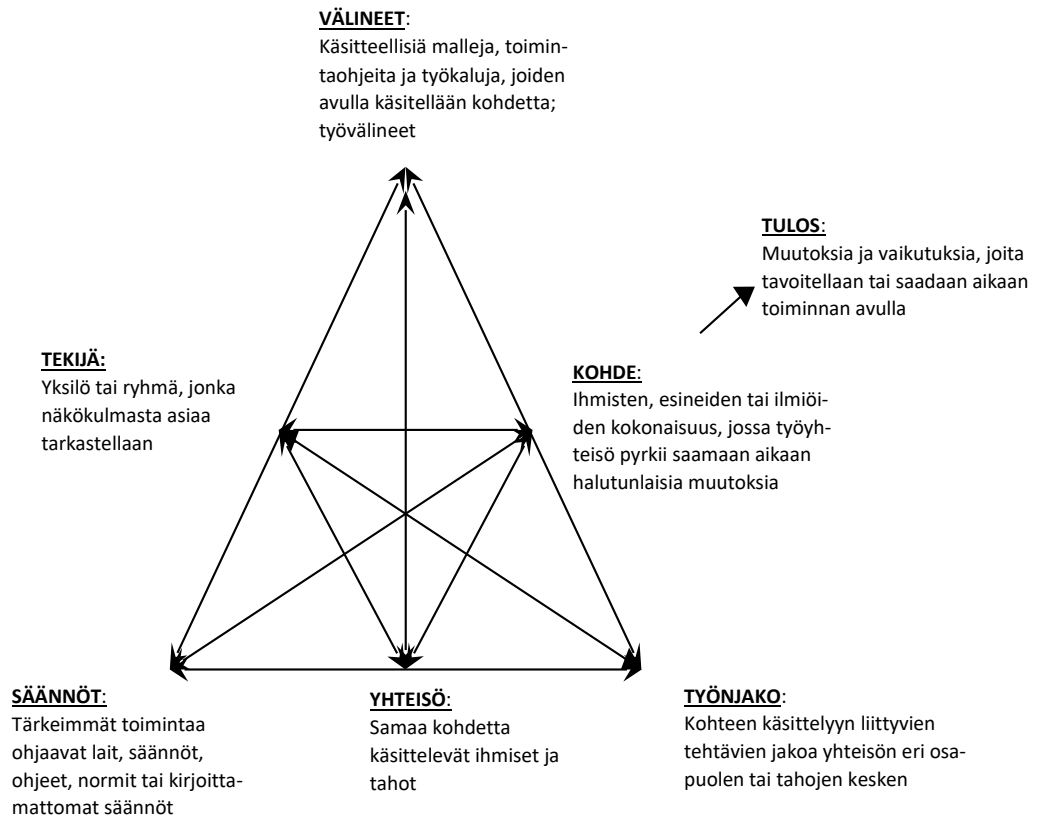 VÄLINEET:
Käsitteellisiä malleja, toimin-
taohjeita ja työkaluja, joiden
avulla käsitellään kohdetta;
työvälineet
TULOS:
Muutoksia ja vaikutuksia, joita
tavoitellaan tai saadaan aikaan
toiminnan avulla
TEKIJÄ:
Yksilö tai ryhmä, jonka
näkökulmasta asiaa
tarkastellaan
KOHDE:
Ihmisten, esineiden tai ilmiöi-
den kokonaisuus, jossa työyh-
teisö pyrkii saamaan aikaan
halutunlaisia muutoksia
SÄÄNNÖT:
Tärkeimmät toimintaa
ohjaavat lait, säännöt,
ohjeet, normit tai kirjoitta-
mattomat säännöt
YHTEISÖ:
Samaa kohdetta
käsittelevät ihmiset ja
tahot
TYÖNJAKO:
Kohteen käsittelyyn liittyvien
tehtävien jakoa yhteisön eri osa-
puolen tai tahojen kesken